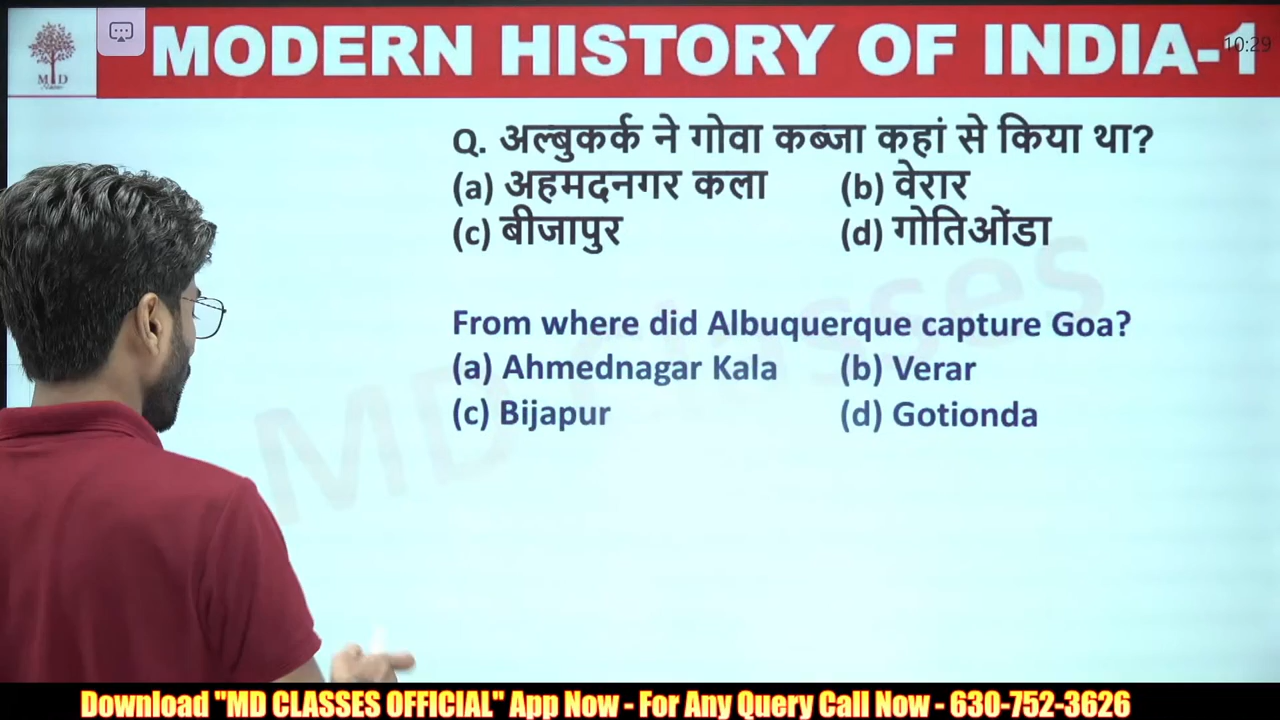 MODERN HISTORY OF INDIA-1
10:29
MD
Q. अल्बुकर्क ने गोवा कब्जा कहां से किया था?
(a) अहमदनगर कला (b) वेरार
(c) बीजापुर (d) गोतिओंडा
From where did Albuquerque capture Goa?
(a) Ahmednagar Kala (b) Verar
(c) Bijapur (d) Gotionda
MD Classes
Download "MD CLASSES OFFICIAL" App Now - For Any Query Call Now - 630-752-3626